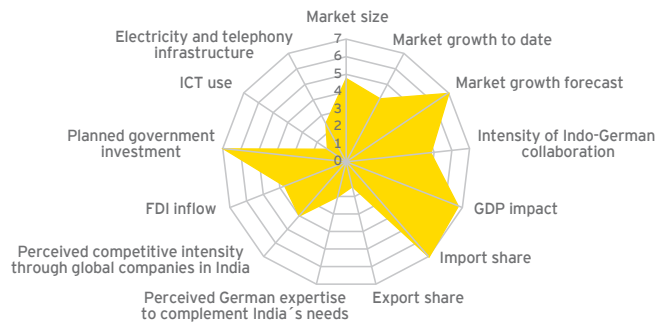 Market size
Electricity and telephony
infrastructure
Market growth to date
ICT use
Market growth forecast
Planned government
investment
Intensity of Indo-German
collaboration
FDI inflow
GDP impact
Perceived competitive intensity
through global companies in India
Import share
Perceived German expertise
to complement India´s needs
Export share
7
6
5
4
3
2
1
0